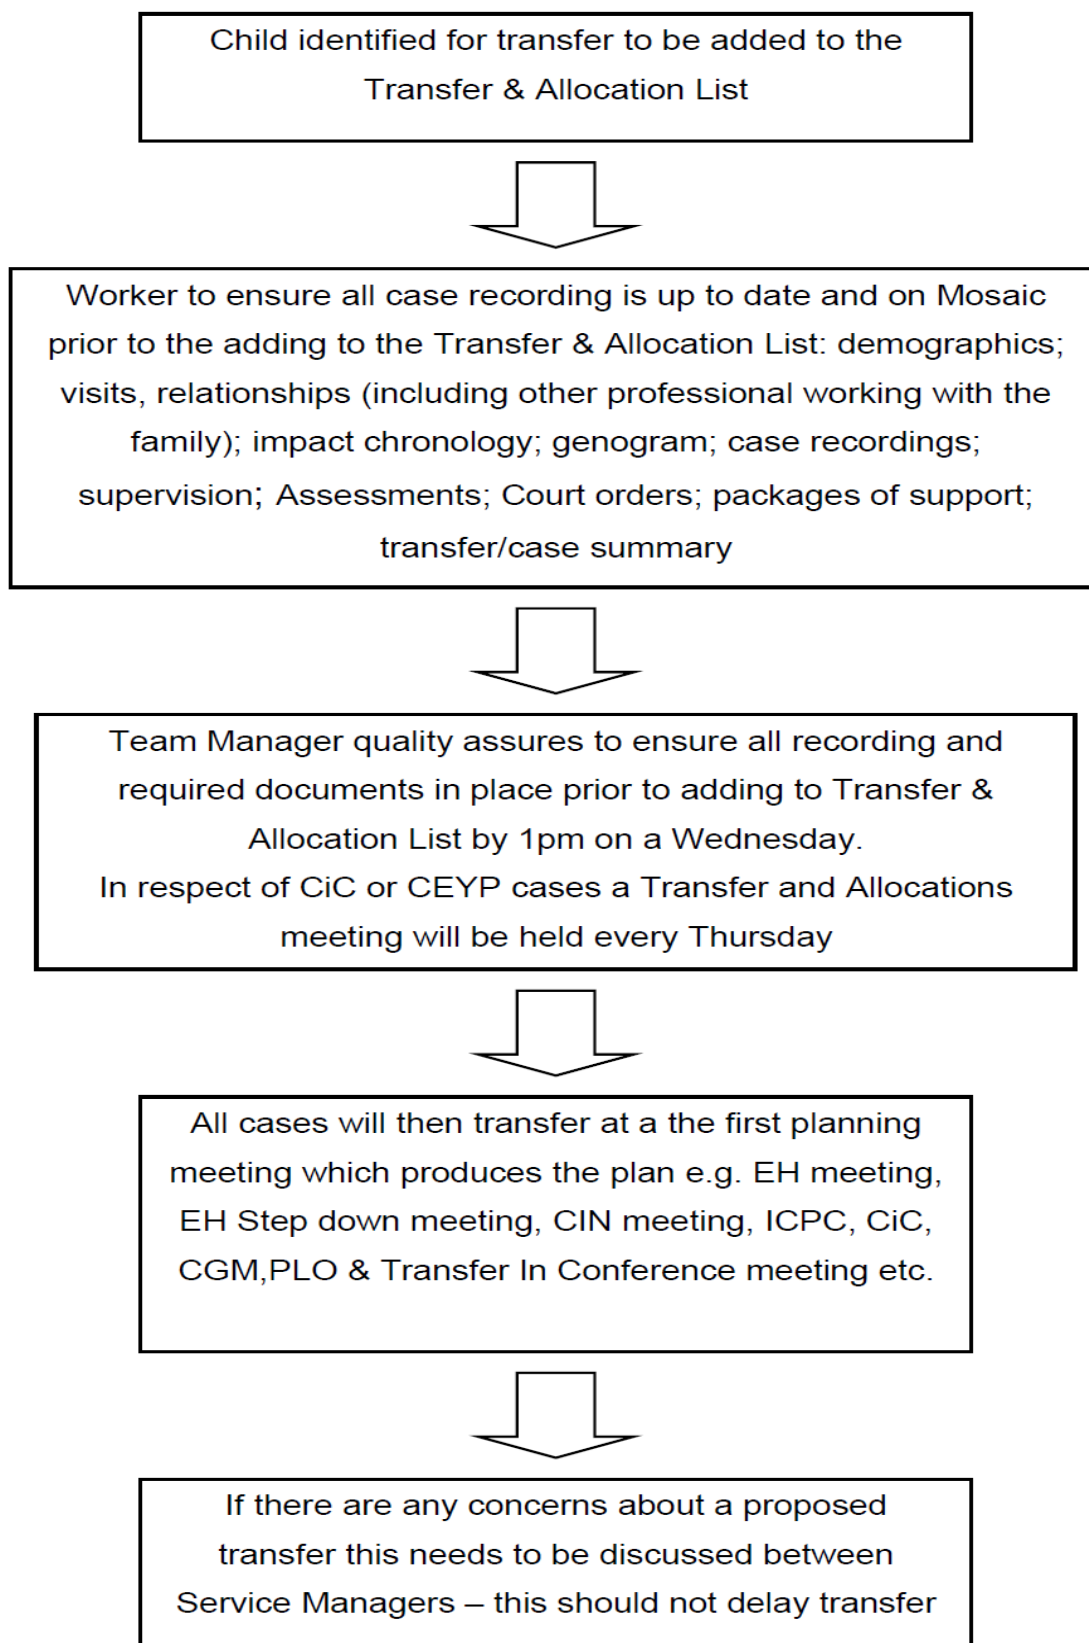 Child identified for transfer to be added to the
Transfer & Allocation List
Worker to ensure all case recording is up to date and on Mosaic
prior to the adding to the Transfer & Allocation List: demographics;
visits, relationships (including other professional working with the
family); impact chronology; genogram; case recordings;
supervision; Assessments; Court orders; packages of support;
transfer/case summary
Team Manager quality assures to ensure all recording and
required documents in place prior to adding to Transfer &
Allocation List by 1pm on a Wednesday.
In respect of CiC or CEYP cases a Transfer and Allocations
meeting will be held every Thursday
All cases will then transfer at a the first planning
meeting which produces the plan e.g. EH meeting,
EH Step down meeting, CIN meeting, ICPC, CiC,
CGM,PLO & Transfer In Conference meeting etc.
If there are any concerns about a proposed
transfer this needs to be discussed between
Service Managers – this should not delay transfer